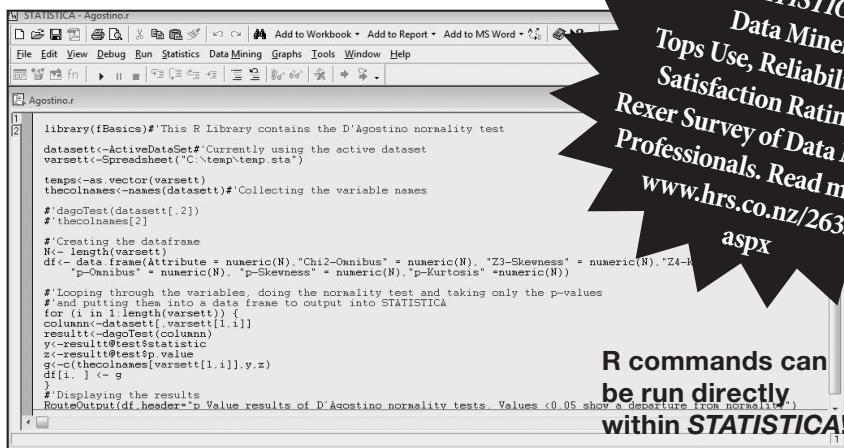 STATISTICA - Agostino.r
Add to Workbook Add to Report Add to MS Word
File Edit View Debug Run Statistics Data Mining Graphs Tools Window Help
fn
Agostino.r
1
2
library(fBasics)#'This R Library contains the D'Agostino normality test
datasett<-ActiveDataSet#'Currently using the active dataset
varsett<-Spreadsheet("C:\temp\temp.sta")
temps<-as.vector(varsett)
thecolnames<-names(datasett)#'Collecting the variable names
#'dagoTest(datasett[,2])
#'thecolnames[2]
#'Creating the dataframe
N<- length(varsett)
df<- data.frame(Attribute = numeric(N),"Chi2-Omnibus" = numeric(N), "Z3-Skewness" = numeric(N),"Z4-K
"p-Omnibus" = numeric(N), "p-Skewness" = numeric(N),"p-Kurtosis" =numeric(N))
#'Looping through the variables, doing the normality test and taking only the p-values
#'and putting them into a data frame to output into STATISTICA
for (i in 1:length(varsett)) {
columnn<-datasett[,varsett[1,i]]
resultt<-dagoTest(columnn)
y<-resultt@test$statistic
z<-resultt@test$p.value
g<-c(thecolnames[varsett[1,i]],y,z)
df[i, ] <- g
}
#'Displaying the results
RouteOutput(df,header="p Value results of D'Agostino normality tests. Values <0.05 show a departure from normality")
Data Miner
Tops Use, Reliabili
Satisfaction Ratin
Rexer Survey of Data
Professionals. Read m
www.hrs.co.nz/263
aspx
R commands can
be run directly
within STATISTICA!
1